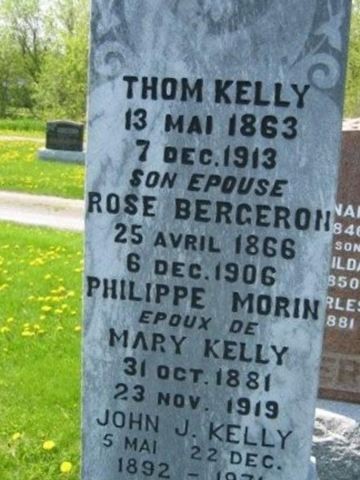 THOM KELLY
13 MAI 1863
7 DEC. 1913
SON EPOUSE
ROSE BERGERON
25 AVRIL 1866
6 DEC. 1906
PHILIPPE MORIN
EPOUX DE
MARY KELLY
31 OCT. 1881
23 NOV. 1919
JOHN J. KELLY
5 MAI 22 DEC.
1892 - 1971